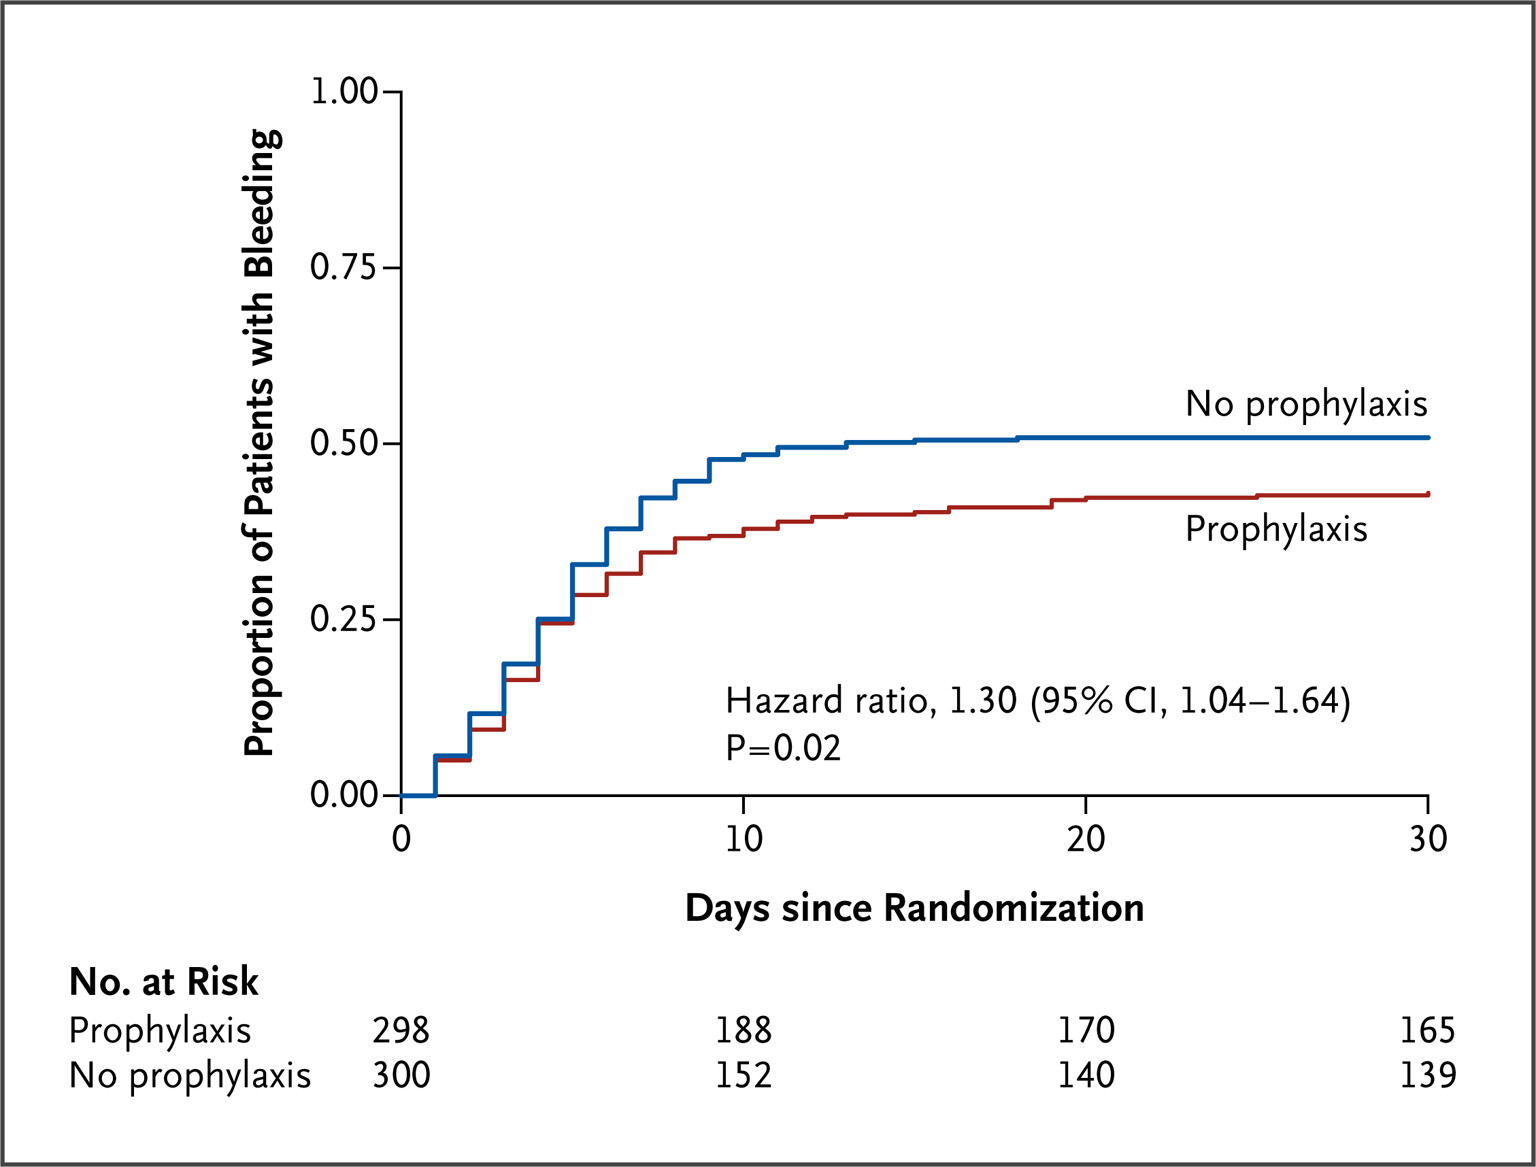 1.00
0.75
0.50
0.25
0.00
Proportion of Patients with Bleeding
No prophylaxis
Prophylaxis
Hazard ratio, 1.30 (95% CI, 1.04–1.64)
P=0.02
0 10 20 30
Days since Randomization
No. at Risk
Prophylaxis 298 188 170 165
No prophylaxis 300 152 140 139